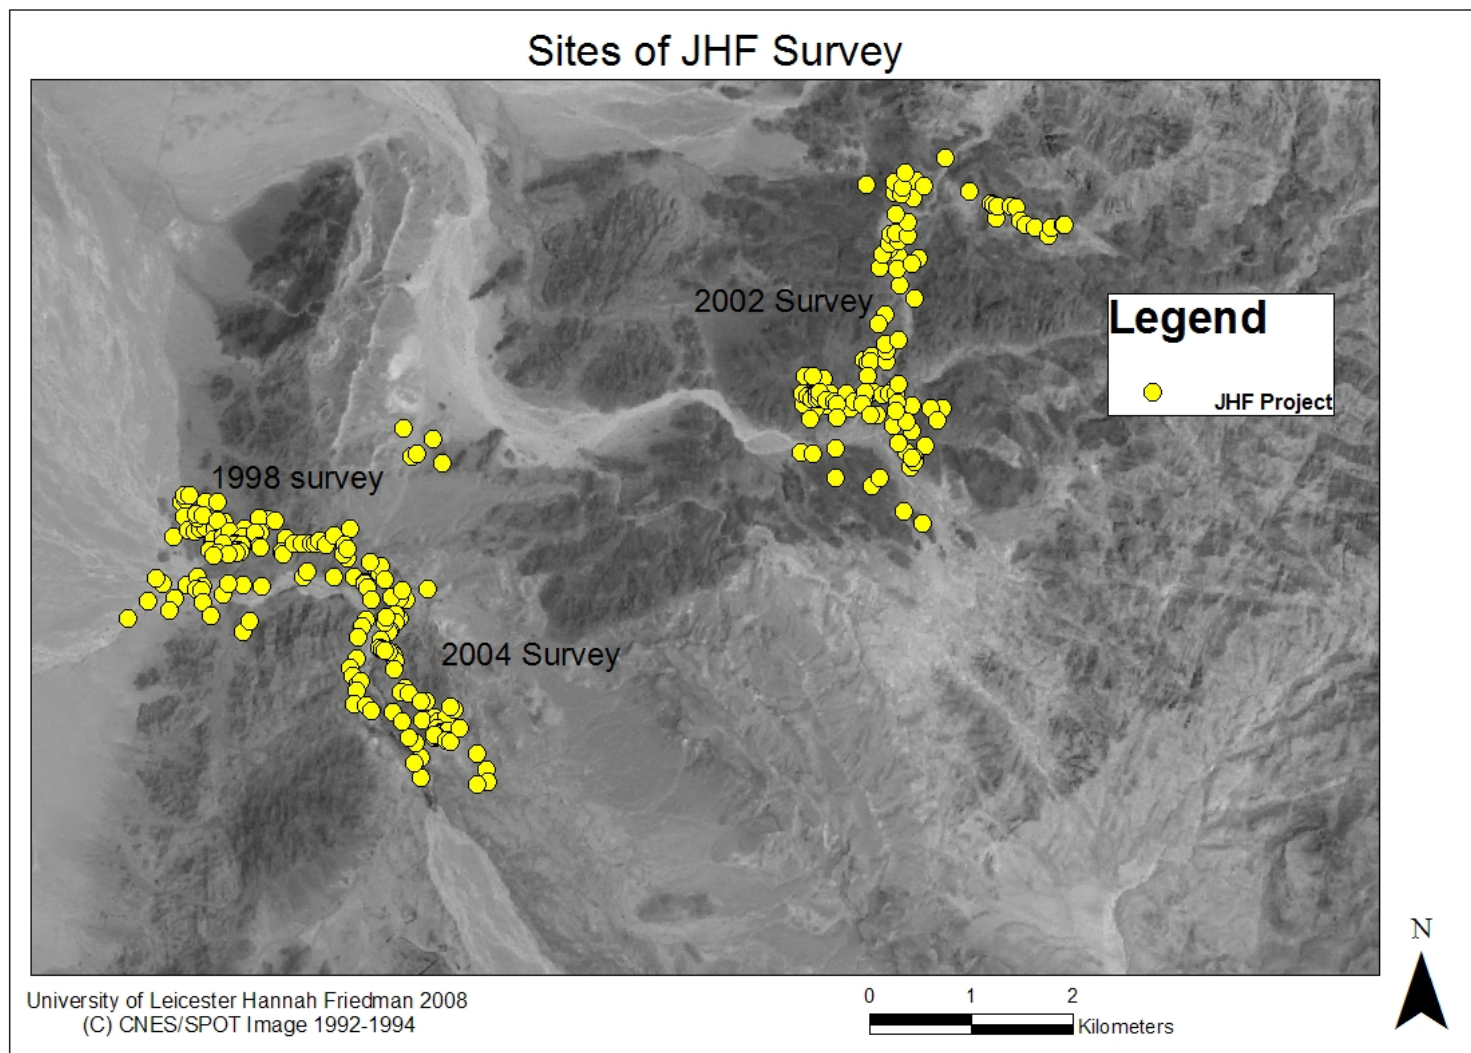 Sites of JHF Survey
2002 Survey
Legend
JHF Project
1998 survey
2004 Survey
N
University of Leicester Hannah Friedman 2008
(C) CNES/SPOT Image 1992-1994
0 1 2
Kilometers